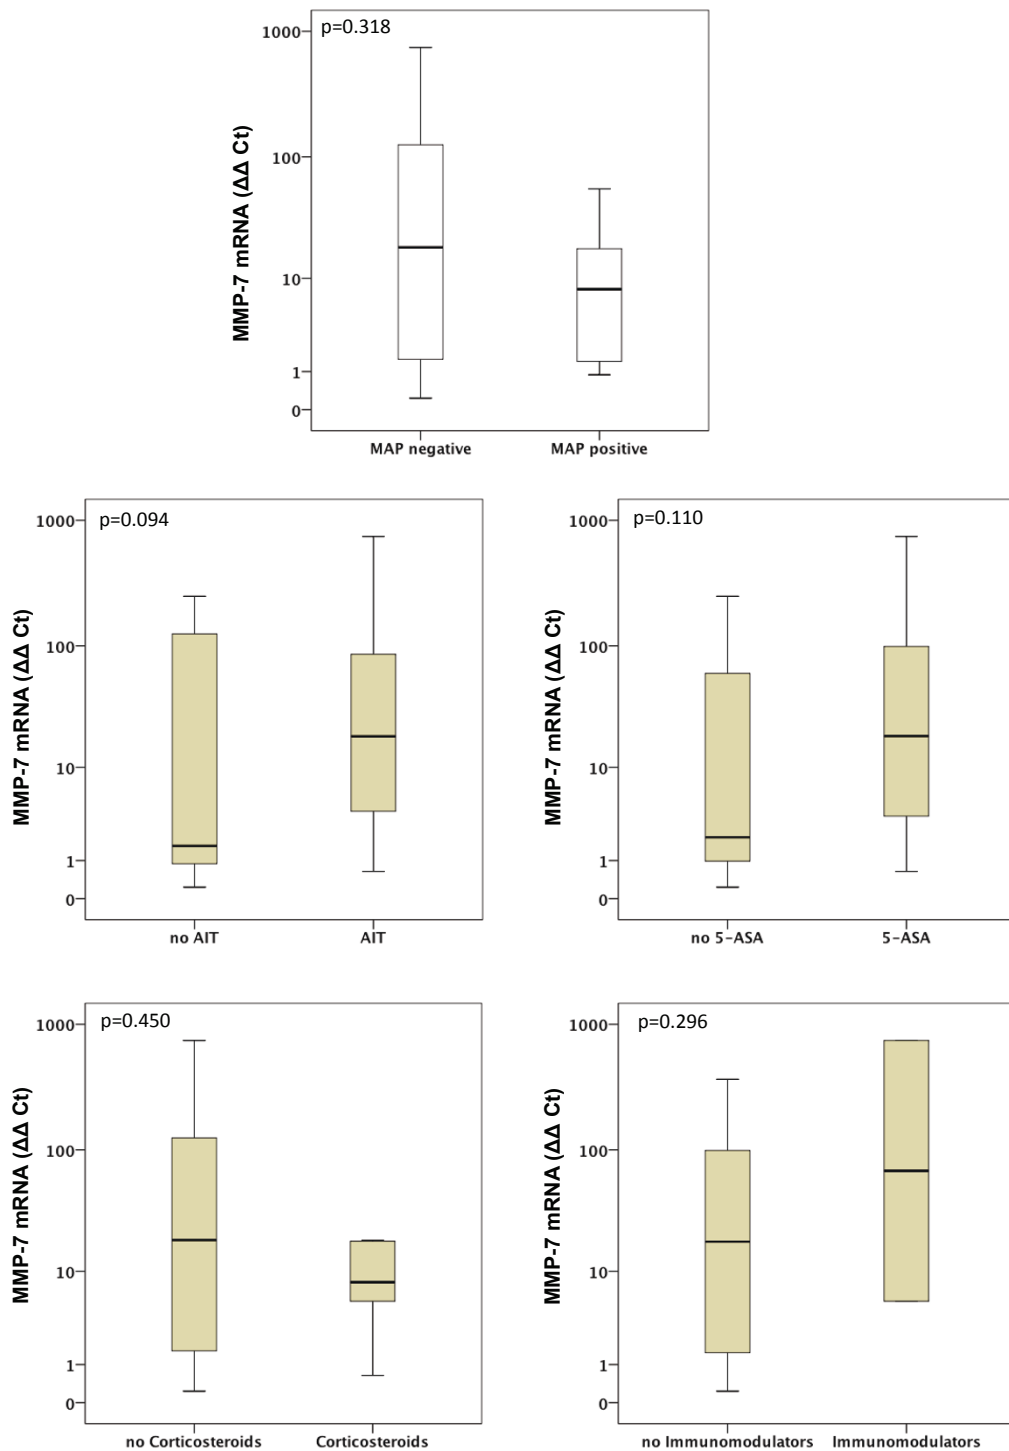 p=0.318
MMP-7 mRNA (ΔΔ Ct)
1000
100
10
1
0
MAP negative MAP positive
p=0.094
MMP-7 mRNA (ΔΔ Ct)
1000
100
10
1
0
no AIT AIT
p=0.110
MMP-7 mRNA (ΔΔ Ct)
1000
100
10
1
0
no 5-ASA 5-ASA
p=0.450
MMP-7 mRNA (ΔΔ Ct)
1000
100
10
1
0
no Corticosteroids Corticosteroids
p=0.296
MMP-7 mRNA (ΔΔ Ct)
1000
100
10
1
0
no Immunomodulators Immunomodulators